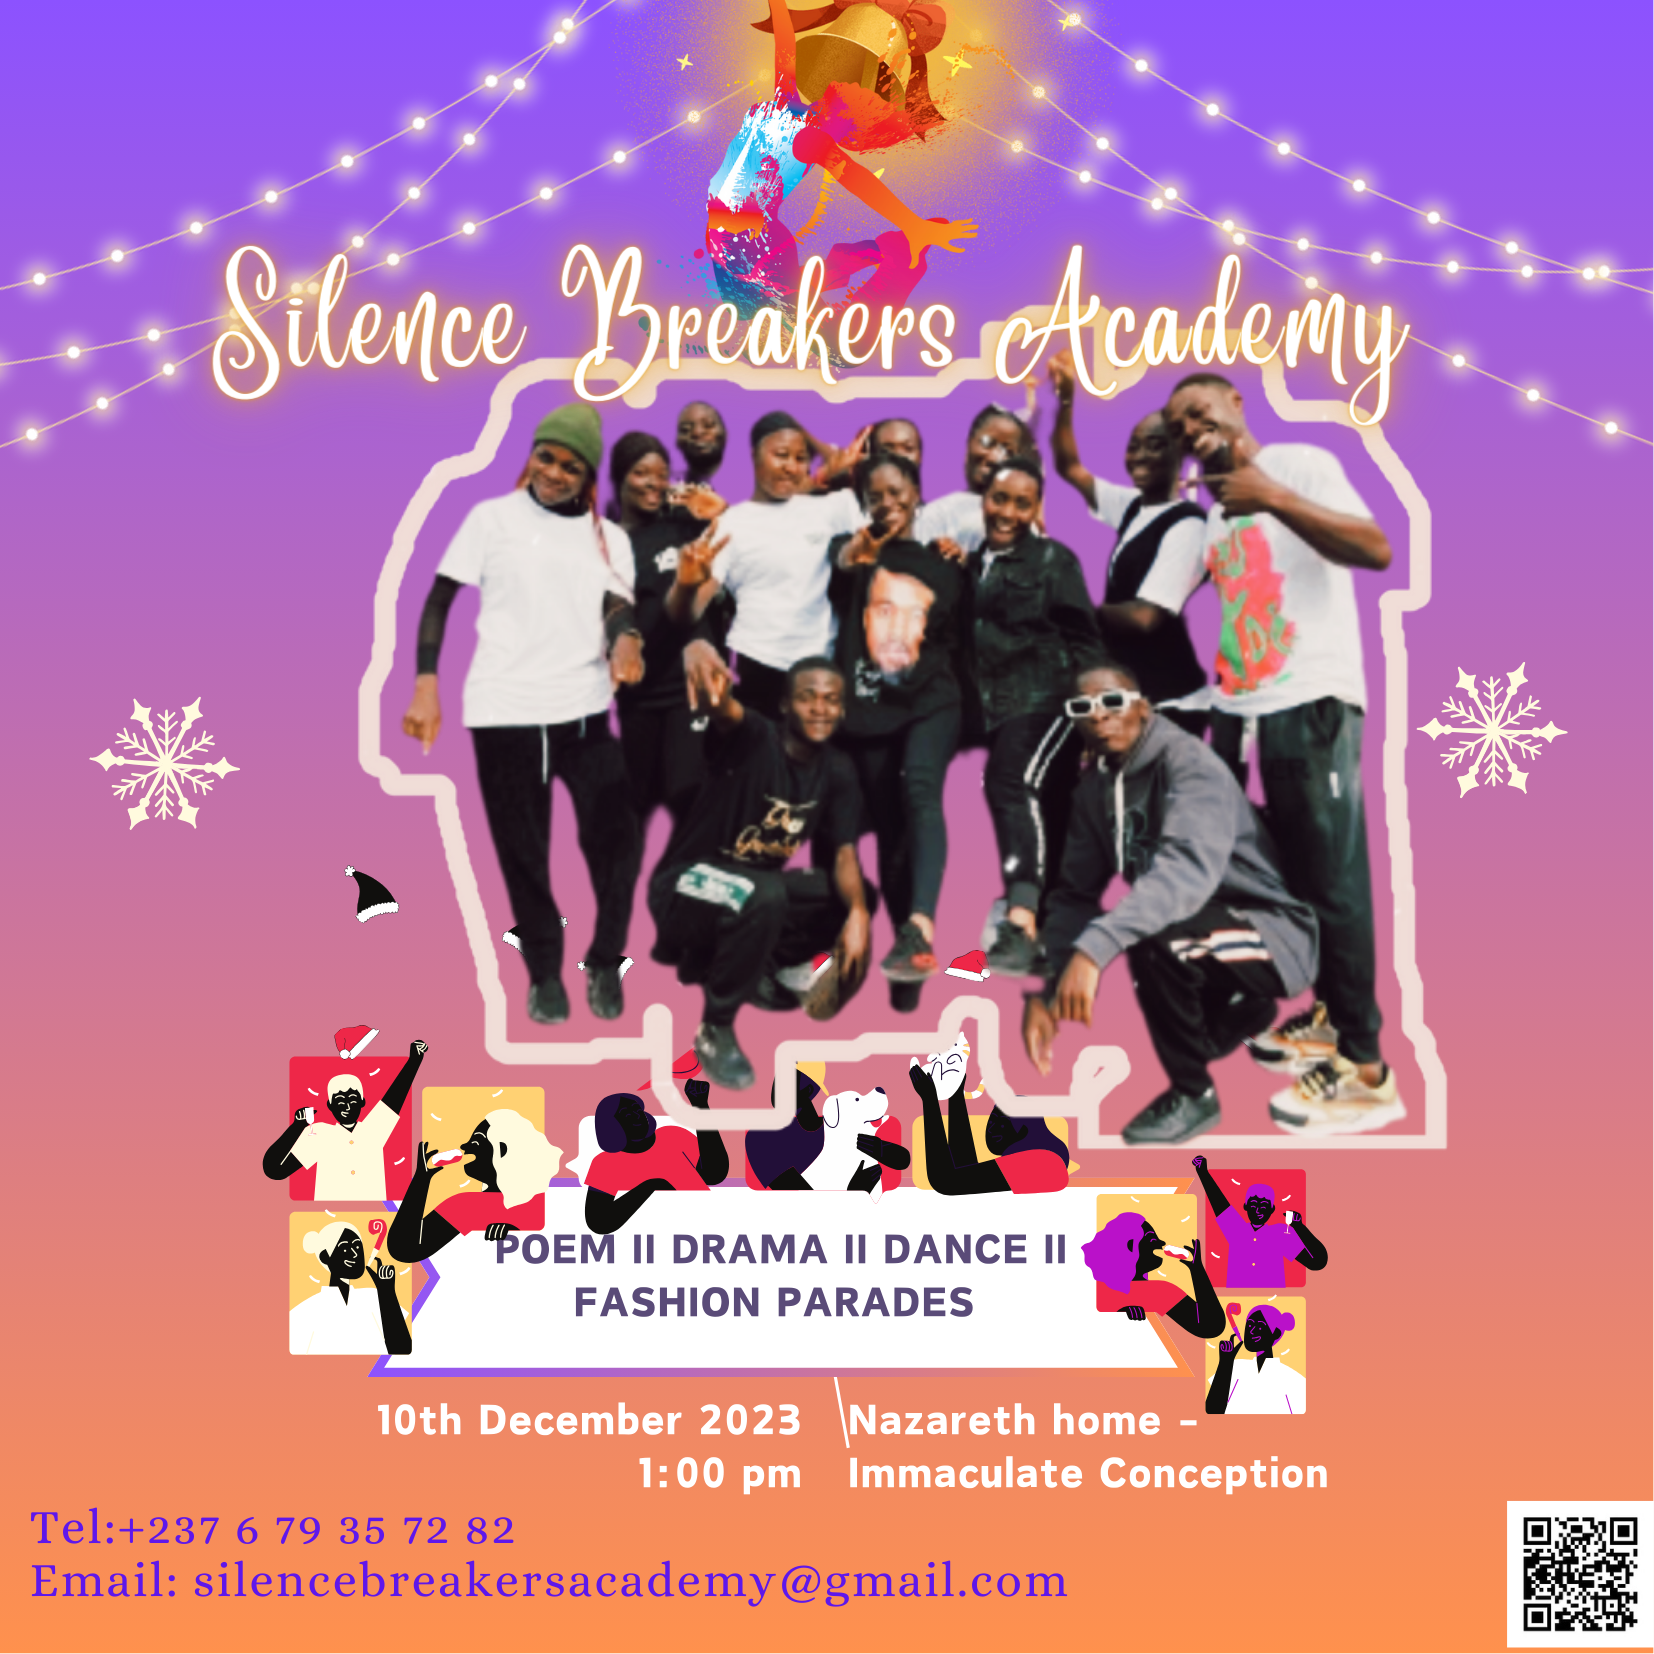 Silence Breakers Academy
POEM II DRAMA II DANCE II
FASHION PARADES
10th December 2023
1:00 pm
Nazareth home -
Immaculate Conception
Tel:+237 6 79 35 72 82
Email: silencebreakersacademy@gmail.com